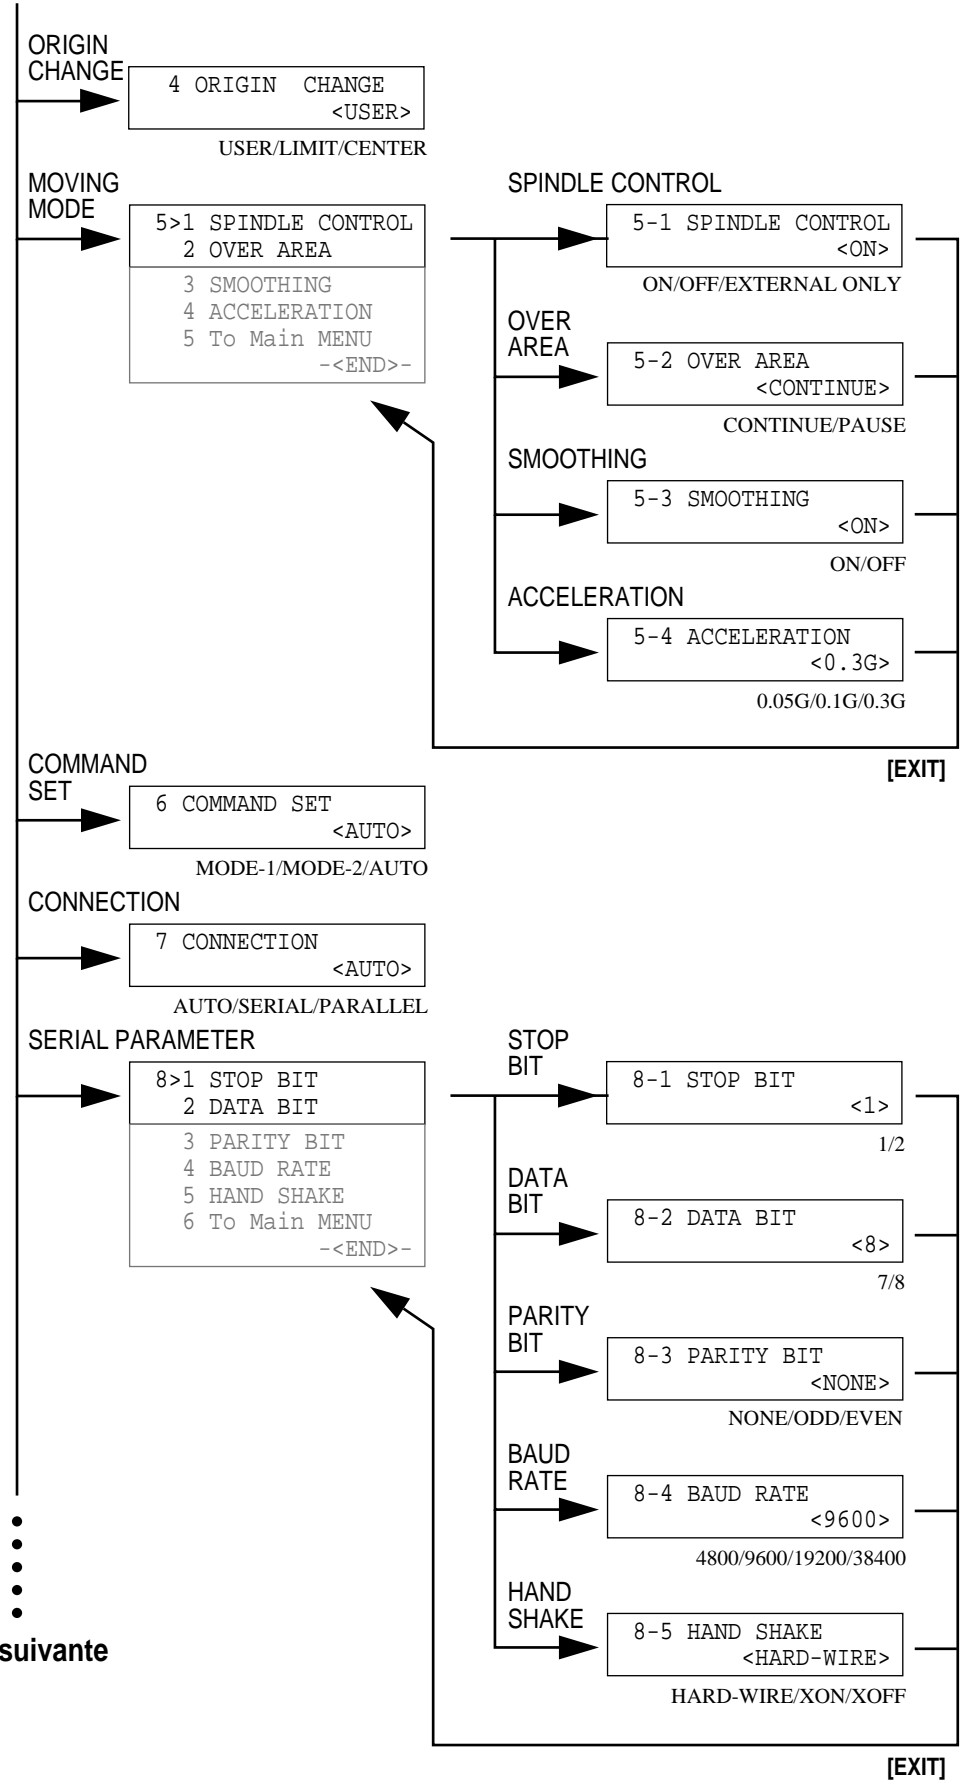 ORIGIN
CHANGE
4 ORIGIN CHANGE
<USER>
USER/LIMIT/CENTER
MOVING
MODE
5>1 SPINDLE CONTROL
2 OVER AREA
3 SMOOTHING
4 ACCELERATION
5 To Main MENU
-<END>-
SPINDLE CONTROL
5-1 SPINDLE CONTROL
<ON>
ON/OFF/EXTERNAL ONLY
OVER
AREA
5-2 OVER AREA
<CONTINUE>
CONTINUE/PAUSE
SMOOTHING
5-3 SMOOTHING
<ON>
ON/OFF
ACCELERATION
5-4 ACCELERATION
<0.3G>
0.05G/0.1G/0.3G
[EXIT]
COMMAND
SET
6 COMMAND SET
<AUTO>
MODE-1/MODE-2/AUTO
CONNECTION
7 CONNECTION
<AUTO>
AUTO/SERIAL/PARALLEL
SERIAL PARAMETER
8>1 STOP BIT
2 DATA BIT
3 PARITY BIT
4 BAUD RATE
5 HAND SHAKE
6 To Main MENU
-<END>-
STOP
BIT
8-1 STOP BIT
<1>
1/2
DATA
BIT
8-2 DATA BIT
<8>
7/8
PARITY
BIT
8-3 PARITY BIT
<NONE>
NONE/ODD/EVEN
BAUD
RATE
8-4 BAUD RATE
<9600>
4800/9600/19200/38400
HAND
SHAKE
8-5 HAND SHAKE
<HARD-WIRE>
HARD-WIRE/XON/XOFF
[EXIT]
suivante